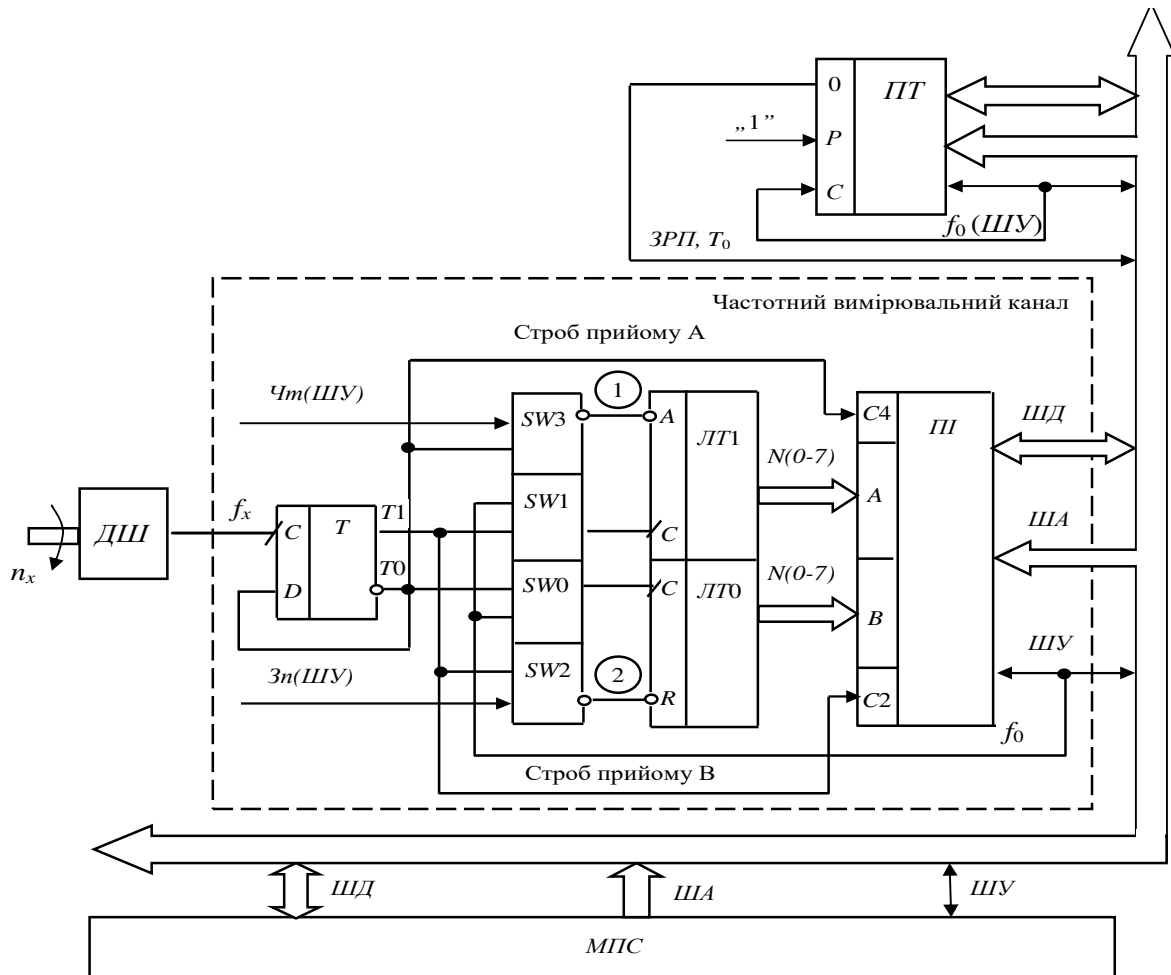 0
ПТ
„1”
P
C
f₀ (ШУ)
ЗРП, T₀
Частотний вимірювальний канал
Строб прийому А
Чт(ШУ)
1
SW3
A
ЛТ1
C4
ПІ
ШД
N(0-7)
SW1
A
ДШ
fₓ
C
T
T1
C
ША
nₓ
T0
SW0
C
ЛТ0
N(0-7)
D
B
Зп(ШУ)
SW2
2
R
C2
ШУ
f₀
Строб прийому В
ШД
ША
ШУ
МПС